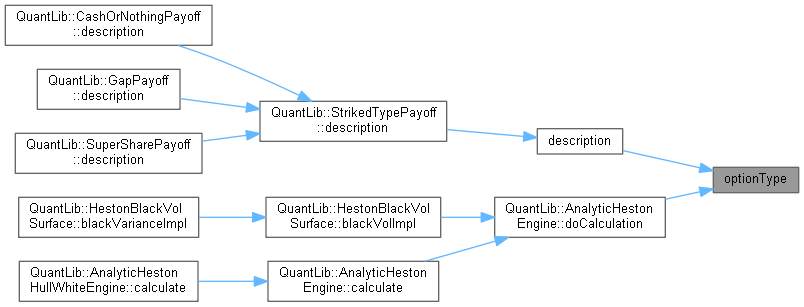 QuantLib::CashOrNothingPayoff
::description
QuantLib::GapPayoff
::description
QuantLib::SuperSharePayoff
::description
QuantLib::StrikedTypePayoff
::description
description
optionType
QuantLib::HestonBlackVol
Surface::blackVarianceImpl
QuantLib::HestonBlackVol
Surface::blackVolImpl
QuantLib::AnalyticHeston
Engine::doCalculation
QuantLib::AnalyticHeston
HullWhiteEngine::calculate
QuantLib::AnalyticHeston
Engine::calculate